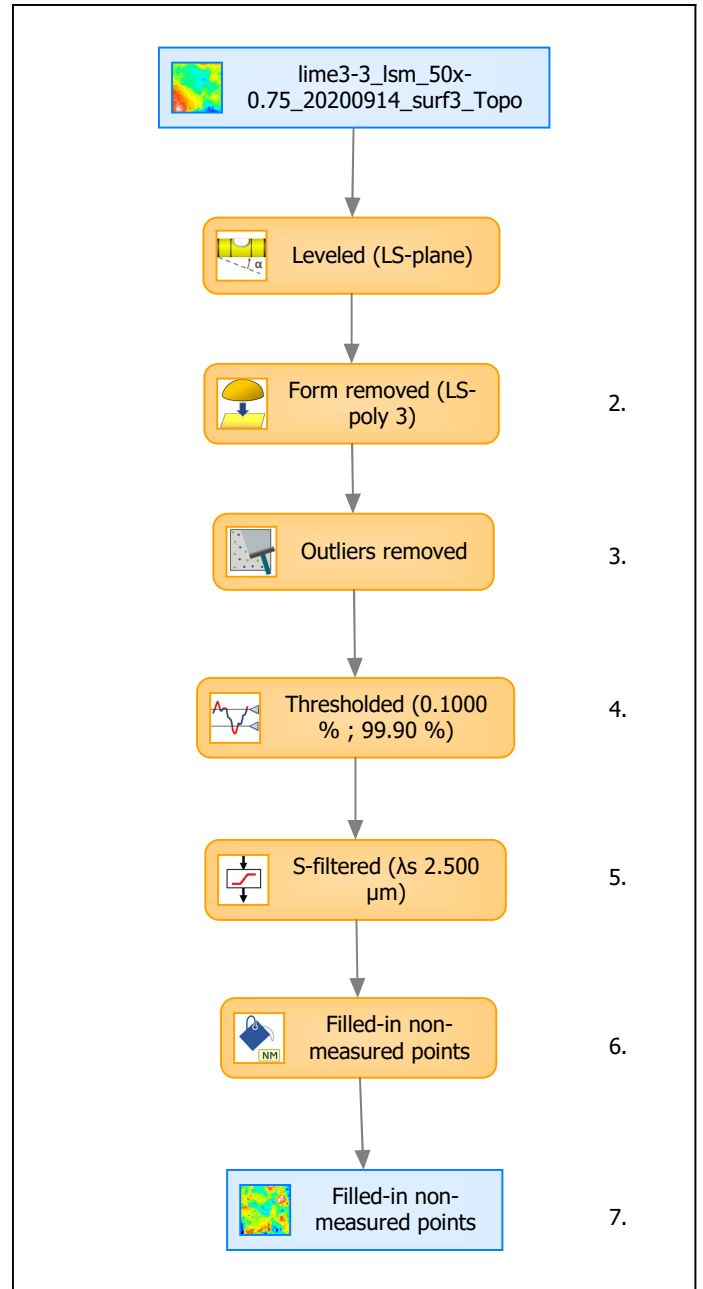 lime3-3_lsm_50x-
0.75_20200914_surf3_Topo
α
Leveled (LS-plane)
Form removed (LS-
poly 3)
2.
Outliers removed
3.
Thresholded (0.1000
% ; 99.90 %)
4.
S-filtered (λs 2.500
µm)
5.
NM
Filled-in non-
measured points
6.
Filled-in non-
measured points
7.